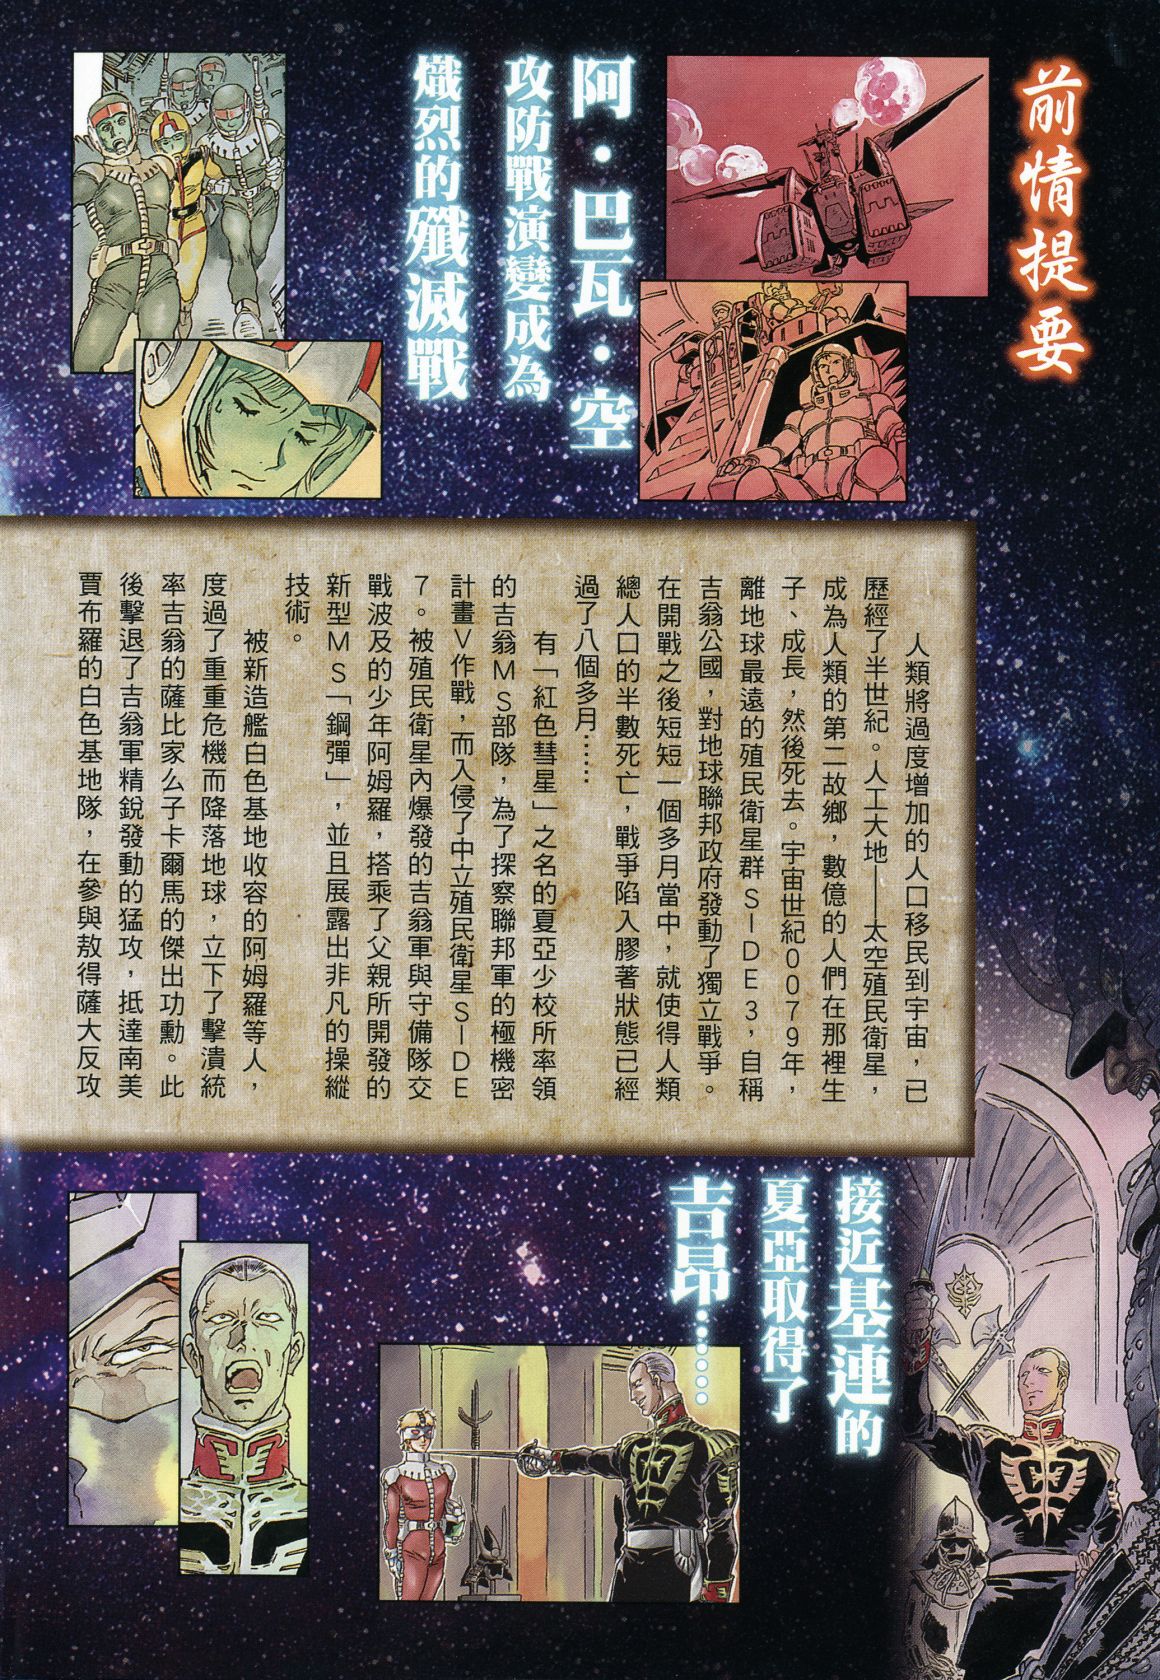 前情提要
阿·巴瓦·空
攻防戰演變成為
熾烈的殲滅戰
人類將過度增加的人口移民到宇宙，已
歷經了半世紀。人工大地——太空殖民衛星，
成為人類的第二故鄉，數億的人們在那裡生
子、成長，然後死去。宇宙世紀0079年，
離地球最遠的殖民衛星群SIDE3，自稱
吉翁公國，對地球聯邦政府發動了獨立戰爭。
在開戰之後短短一個多月當中，就使得人類
總人口的半數死亡，戰爭陷入膠著狀態已經
過了八個多月……
有「紅色彗星」之名的夏亞少校所率領
的吉翁MS部隊，為了探察聯邦軍的極機密
計畫V作戰，而入侵了中立殖民衛星SIDE
7。被殖民衛星內爆發的吉翁軍與守備隊交
戰波及的少年阿姆羅，搭乘了父親所開發的
新型MS「鋼彈」，並且展露出非凡的操縱
技術。
被新造艦白色基地收容的阿姆羅等人，
度過了重重危機而降落地球，立下了擊潰統
率吉翁的薩比家么子卡爾馬的傑出功勳。此
後擊退了吉翁軍精銳發動的猛攻，抵達南美
賈布羅的白色基地隊，在參與敖得薩大反攻
接近基連的
夏亞取得了
吉昂……